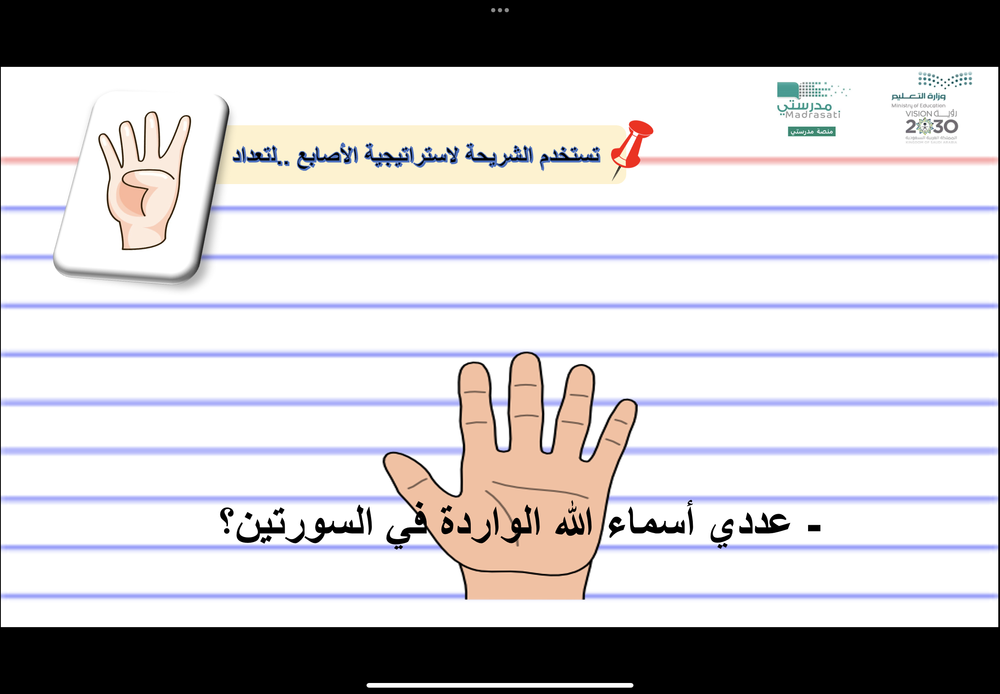 وزارة التعليم
Ministry of Education
رؤية VISION
2030
المملكة العربية السعودية
KINGDOM OF SAUDI ARABIA
مدرستي
Madrasati
منصة مدرستي
تستخدم الشريحة لإستراتيجية الأصابع ..لتعداد
- عددي أسماء الله الواردة في السورتين؟